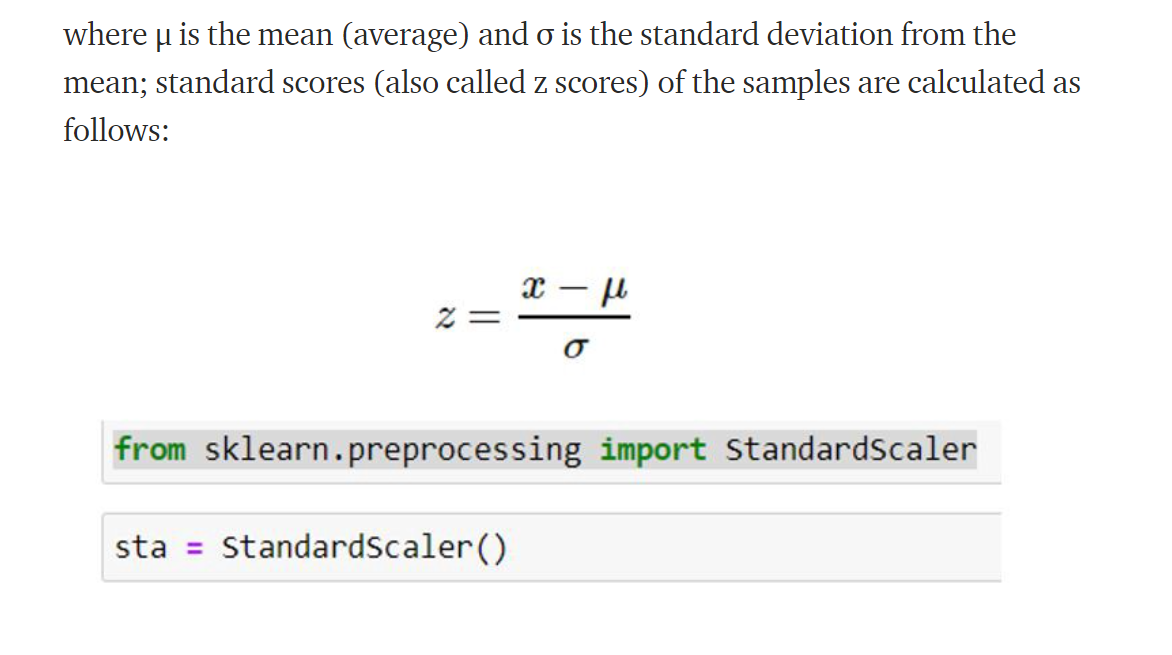 where μ is the mean (average) and σ is the standard deviation from the
mean; standard scores (also called z scores) of the samples are calculated as
follows:
z = (x − μ) / σ
from sklearn.preprocessing import StandardScaler
sta = StandardScaler()